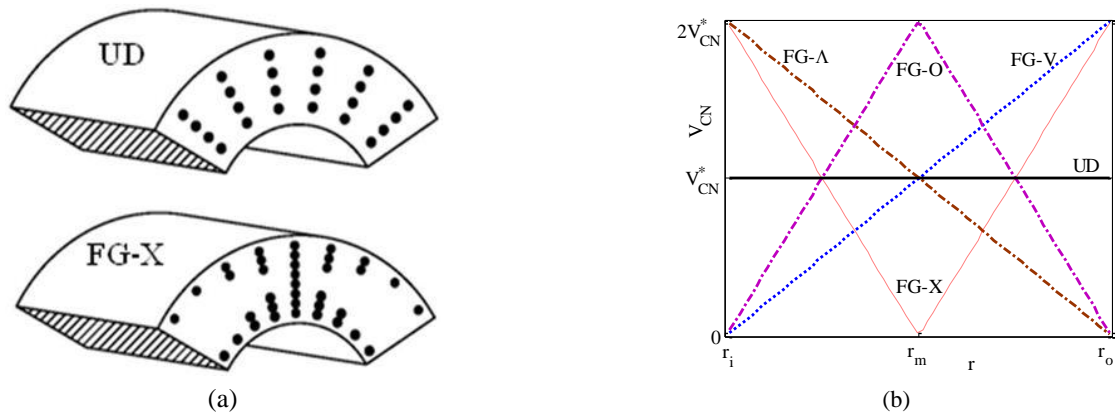 UD
FG-X
(a)
2V*CN
FG-Λ
FG-O
FG-V
VCN
V*CN
UD
FG-X
0
ri
rm
r
ro
(b)